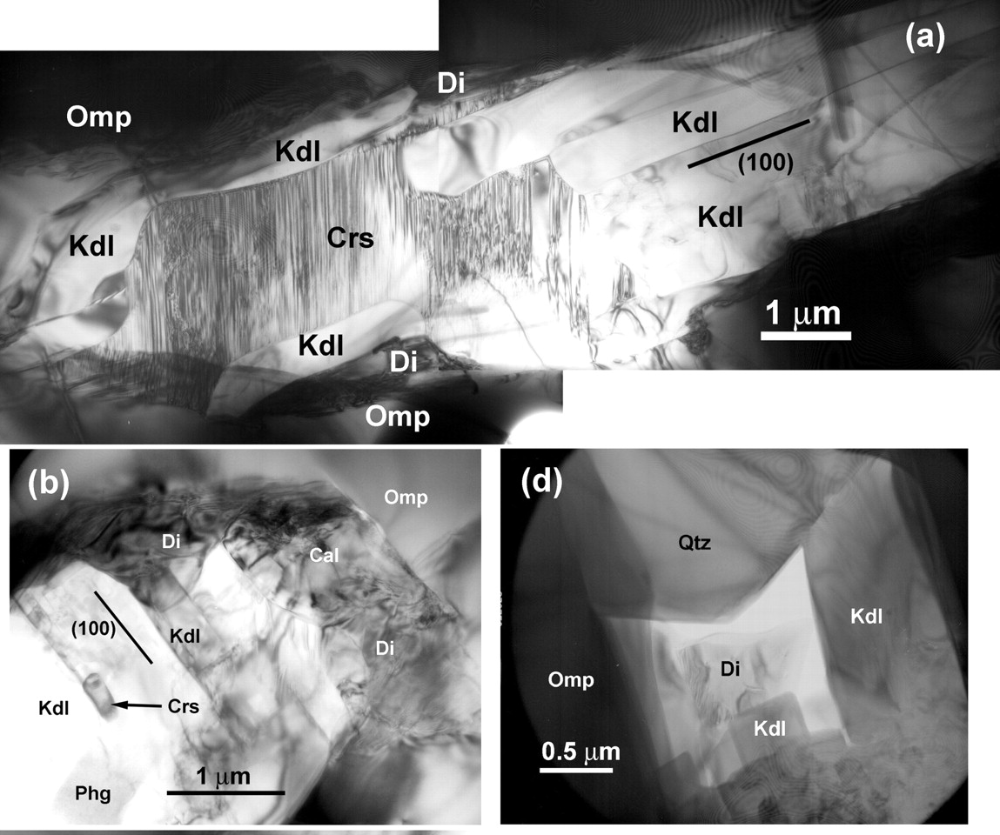 (a)
Di
Omp
Kdl
Kdl
(100)
Kdl
Kdl
Crs
1 μm
Kdl
Di
Omp
(b)
Omp
Di
Cal
(100)
Kdl
Di
Kdl
Crs
1 μm
Phg
(d)
Qtz
Kdl
Di
Omp
Kdl
0.5 μm